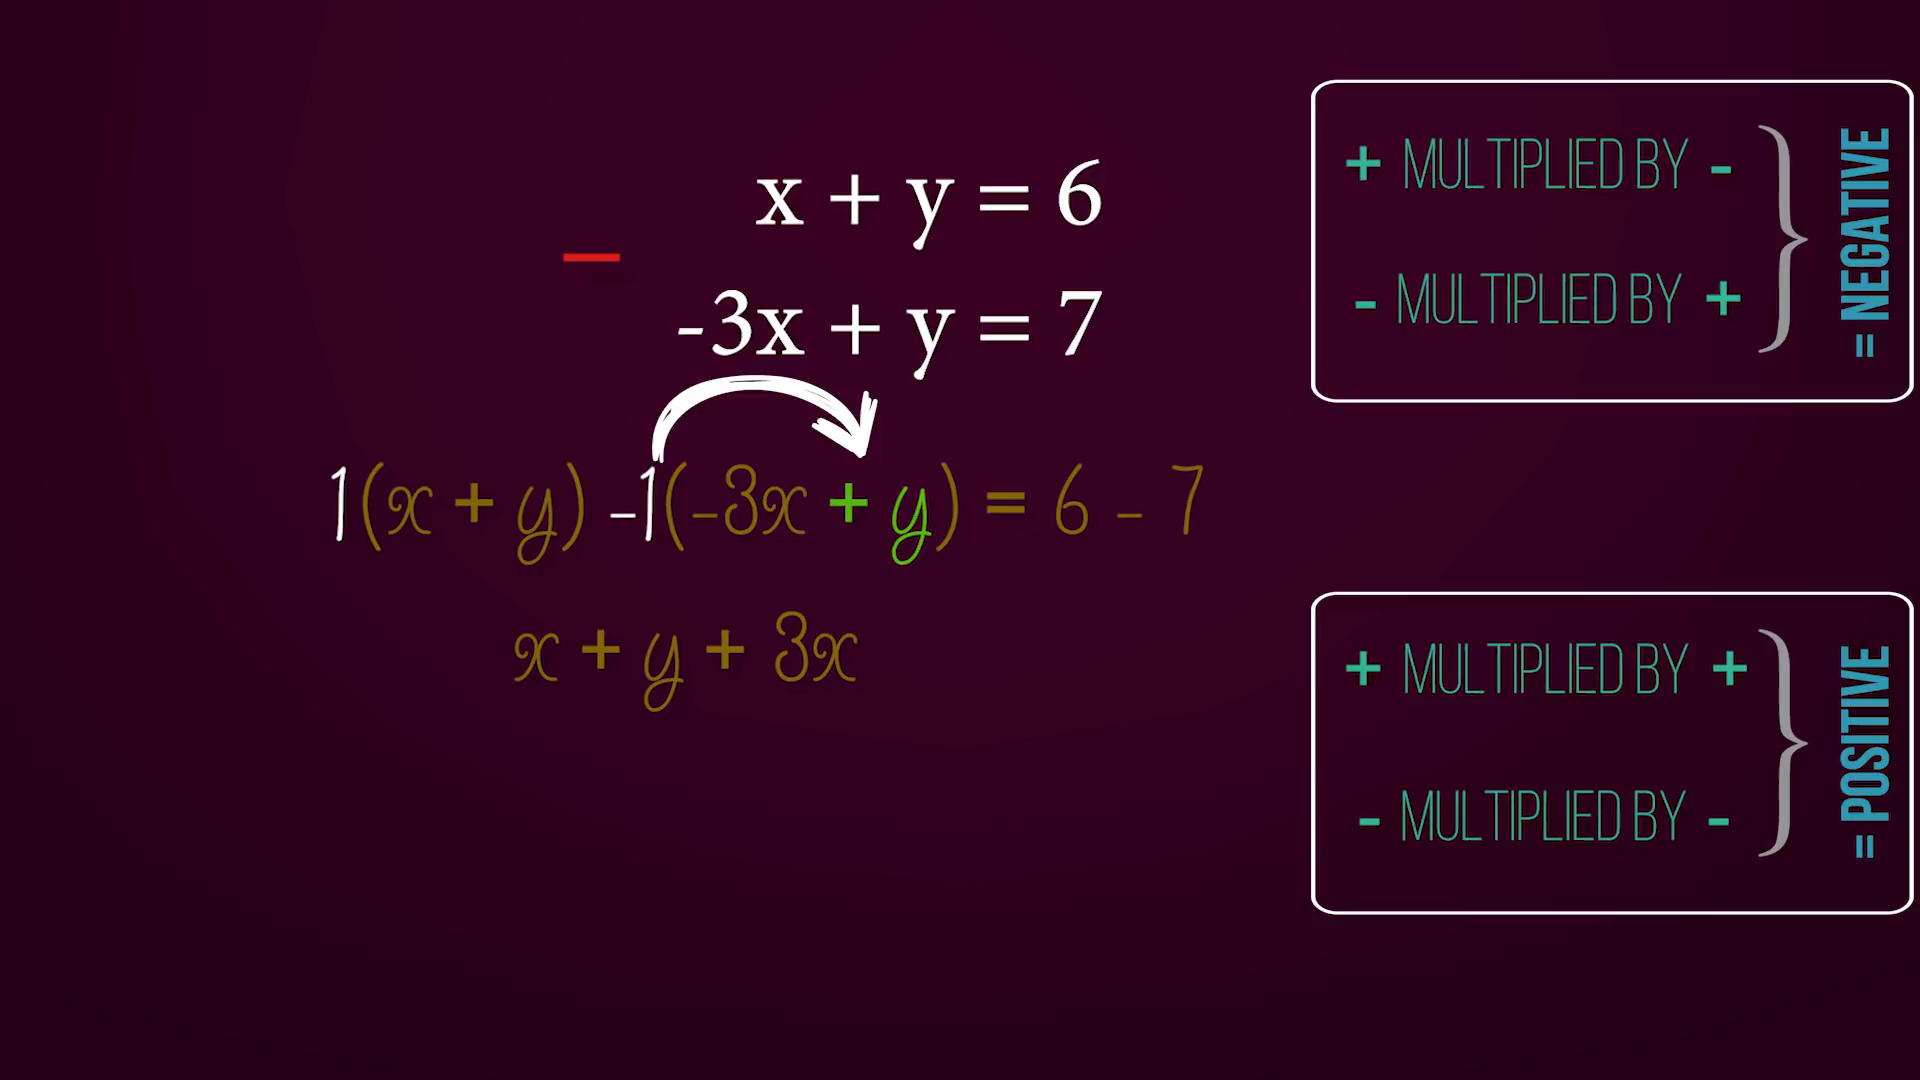 x + y = 6
–
-3x + y = 7
1(x + y) -1(-3x + y) = 6 - 7
x + y + 3x
+ MULTIPLIED BY -
- MULTIPLIED BY +
= NEGATIVE
+ MULTIPLIED BY +
- MULTIPLIED BY -
= POSITIVE